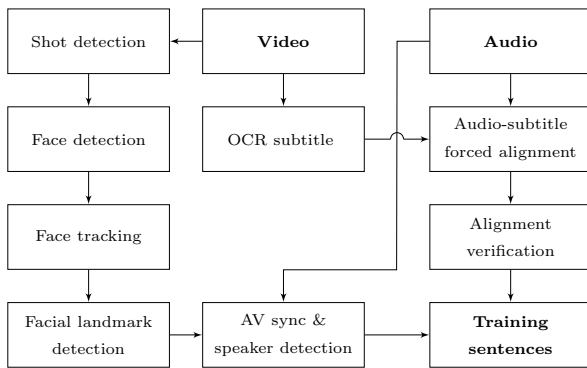 Shot detection
Video
Audio
Face detection
OCR subtitle
Audio-subtitle
forced alignment
Face tracking
Alignment
verification
Facial landmark
detection
AV sync &
speaker detection
Training
sentences